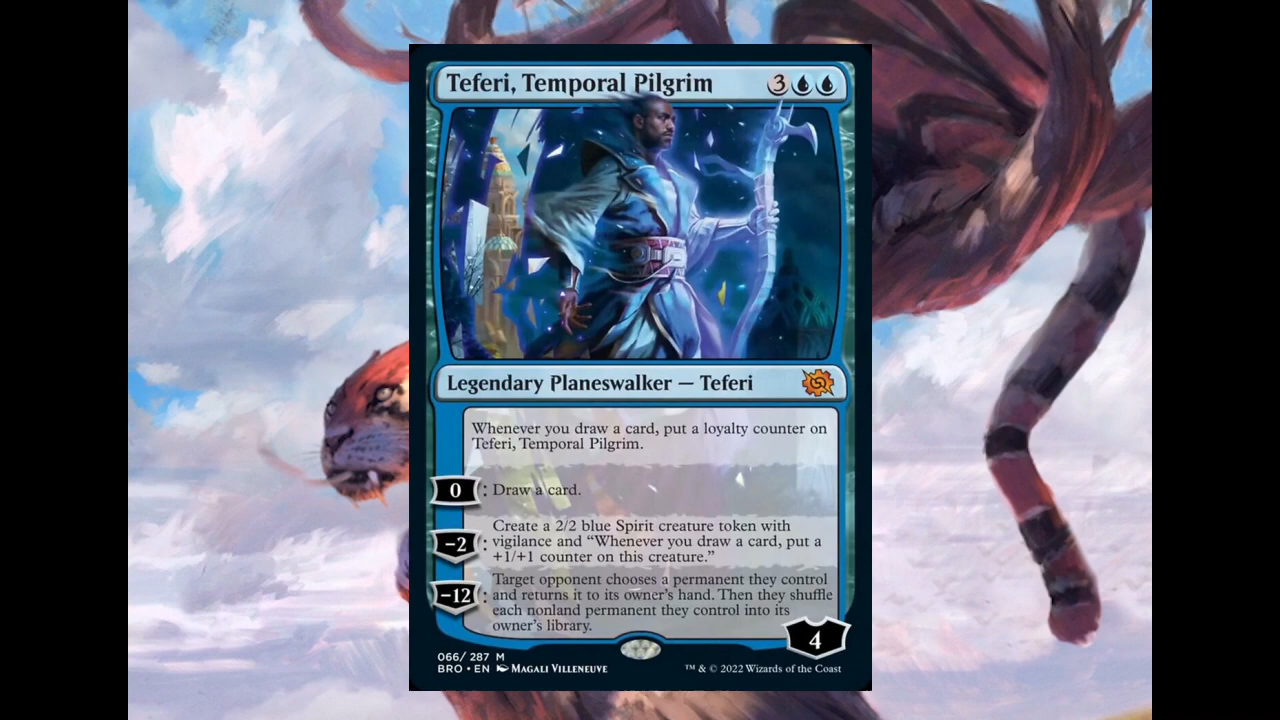 Teferi, Temporal Pilgrim 3
Legendary Planeswalker — Teferi
Whenever you draw a card, put a loyalty counter on
Teferi, Temporal Pilgrim.
0 : Draw a card.
Create a 2/2 blue Spirit creature token with
−2 : vigilance and “Whenever you draw a card, put a
+1/+1 counter on this creature.”
Target opponent chooses a permanent they control
−12 : and returns it to its owner’s hand. Then they shuffle
each nonland permanent they control into its
owner’s library.
4
066/ 287 M
BRO • EN MAGALI VILLENEUVE
™ & © 2022 Wizards of the Coast